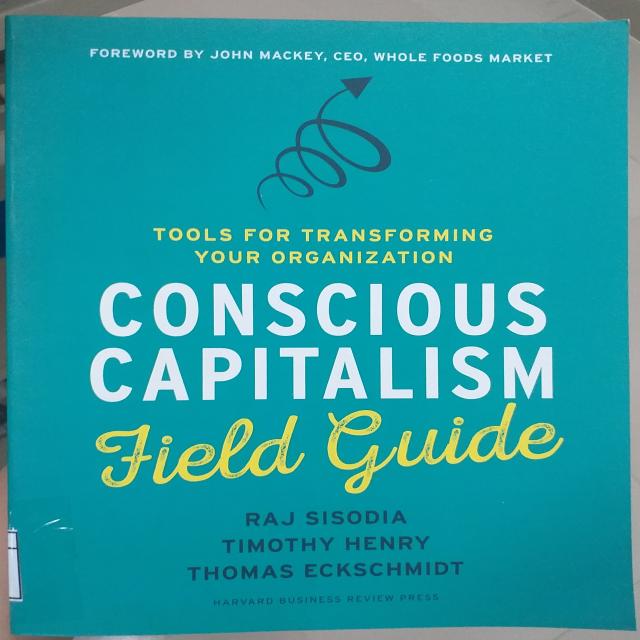 FOREWORD BY JOHN MACKEY, CEO, WHOLE FOODS MARKET
TOOLS FOR TRANSFORMING
YOUR ORGANIZATION
CONSCIOUS
CAPITALISM
Field Guide
RAJ SISODIA
TIMOTHY HENRY
THOMAS ECKSCHMIDT
HARVARD BUSINESS REVIEW PRESS